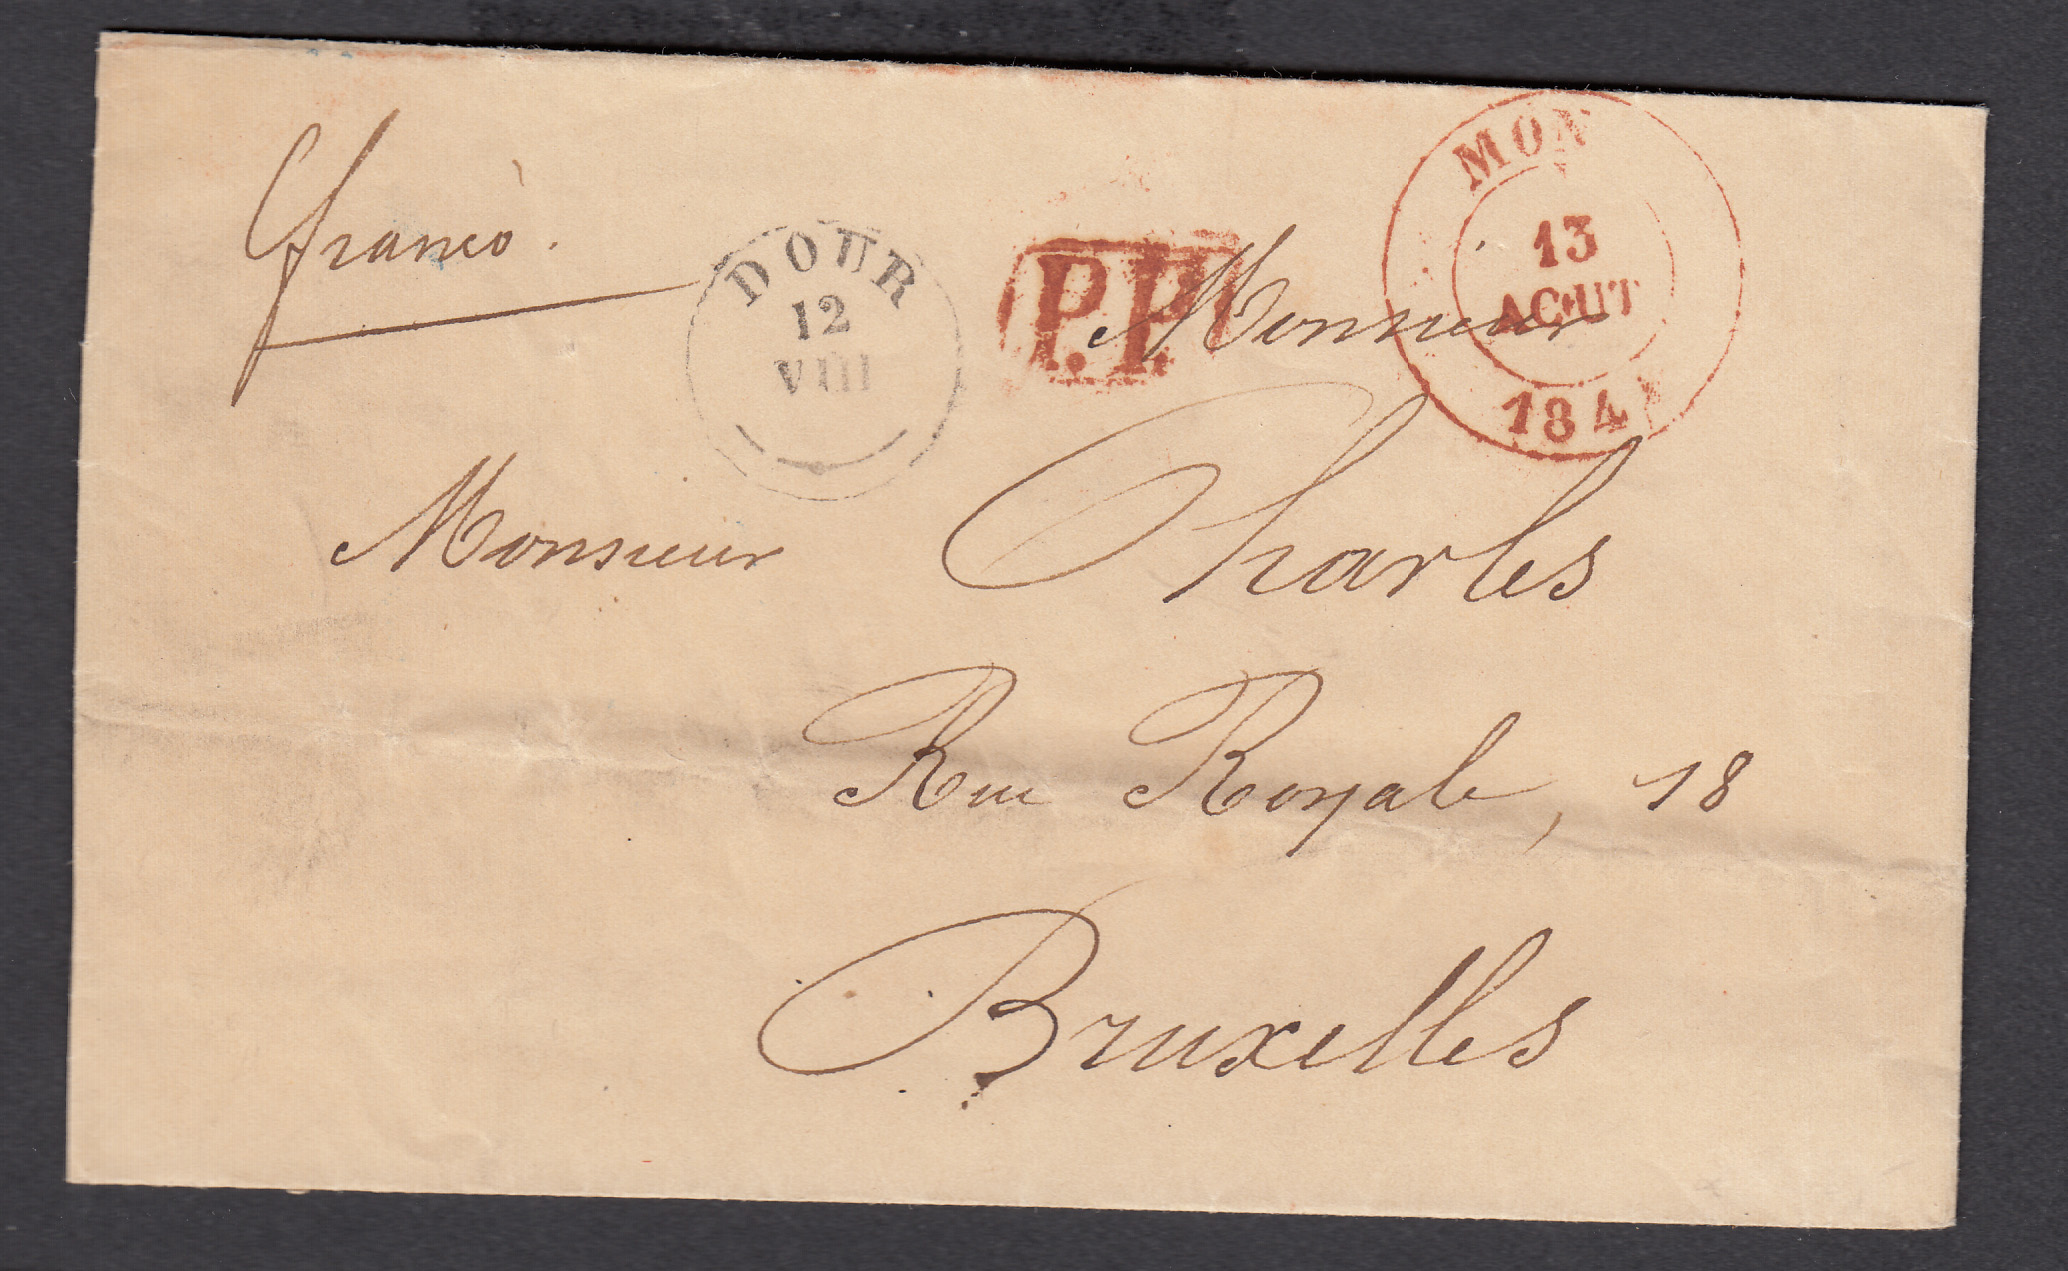 franco.
DOUR
12
VIII
P.P.
MON
13
AOUT
184
Monsieur
Monsieur Charles
Rue Royale, 18
Bruxelles